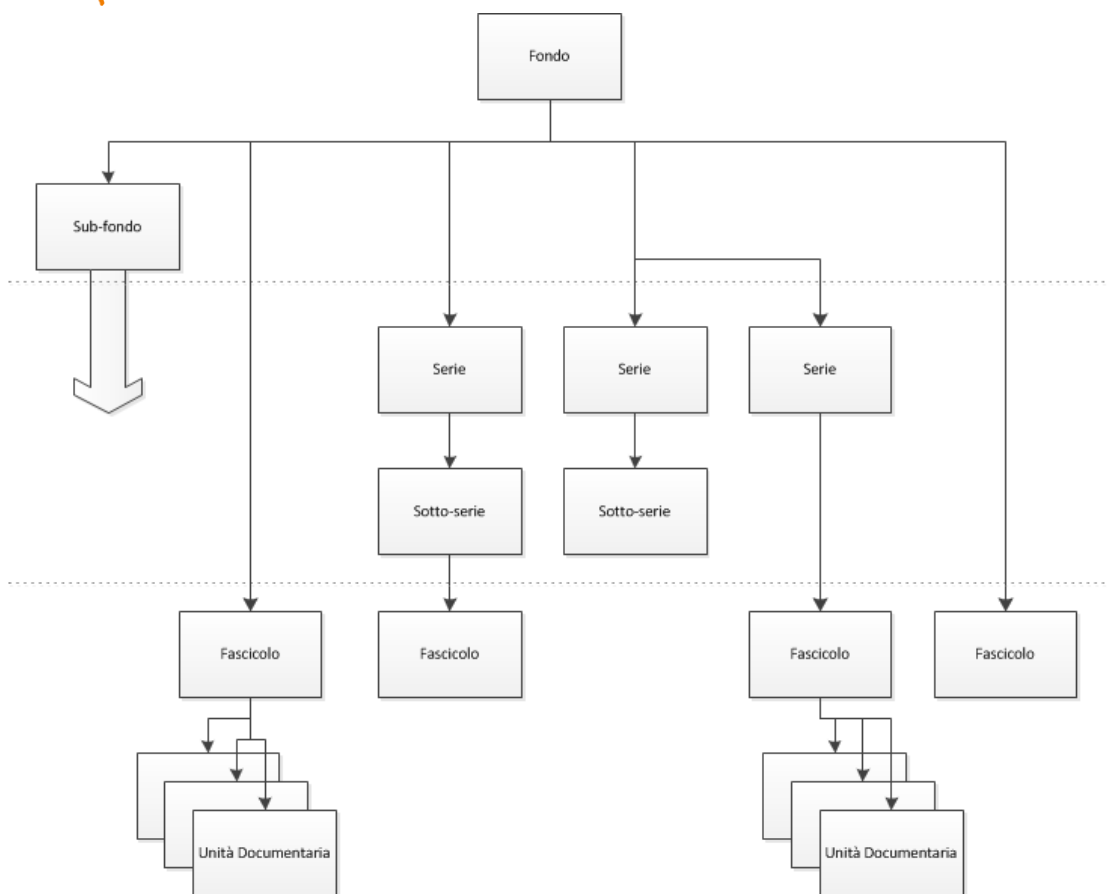 Fondo
Sub-fondo
Serie
Serie
Serie
Sotto-serie
Sotto-serie
Fascicolo
Fascicolo
Fascicolo
Fascicolo
Unità Documentaria
Unità Documentaria